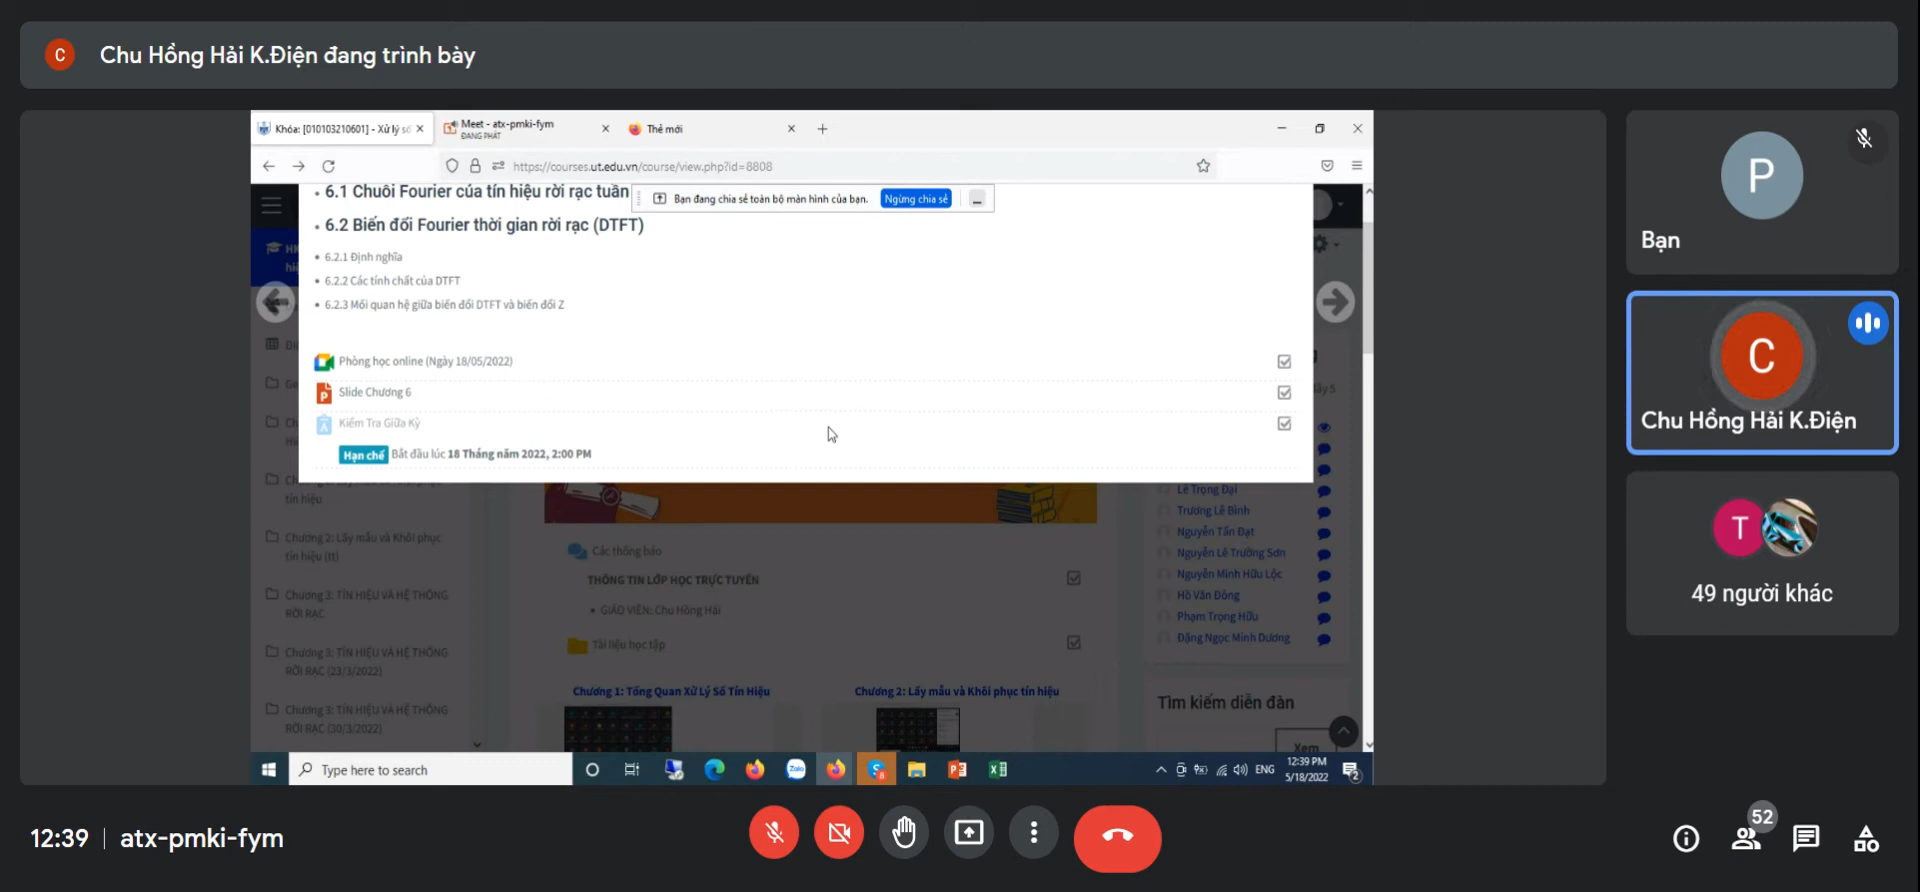 C Chu Hồng Hải K.Điện đang trình bày
Khóa: [010103210601] - Xử lý số
Meet - atx-pmki-fym
ĐANG PHÁT
Thẻ mới
https://courses.ut.edu.vn/course/view.php?id=8808
6.1 Chuỗi Fourier của tín hiệu rời rạc tuần
Bạn đang chia sẻ toàn bộ màn hình của bạn.
Ngừng chia sẻ
6.2 Biến đổi Fourier thời gian rời rạc (DTFT)
6.2.1 Định nghĩa
6.2.2 Các tính chất của DTFT
6.2.3 Mối quan hệ giữa biến đổi DTFT và biến đổi Z
Phòng học online (Ngày 18/05/2022)
Slide Chương 6
Kiểm Tra Giữa Kỳ
Hạn chế Bắt đầu lúc 18 Tháng năm 2022, 2:00 PM
tín hiệu
Chương 2: Lấy mẫu và Khôi phục
tín hiệu (tt)
Chương 3: TÍN HIỆU VÀ HỆ THỐNG
RỜI RẠC
Chương 3: TÍN HIỆU VÀ HỆ THỐNG
RỜI RẠC (23/3/2022)
Chương 3: TÍN HIỆU VÀ HỆ THỐNG
RỜI RẠC (30/3/2022)
Các thông báo
THÔNG TIN LỚP HỌC TRỰC TUYẾN
GIÁO VIÊN: Chu Hồng Hải
Tài liệu học tập
Chương 1: Tổng Quan Xử Lý Số Tín Hiệu
Chương 2: Lấy mẫu và Khôi phục tín hiệu
Lê Trọng Đại
Trương Lê Bình
Nguyễn Tấn Đạt
Nguyễn Lê Trường Sơn
Nguyễn Minh Hữu Lộc
Hồ Văn Đông
Phạm Trọng Hữu
Đặng Ngọc Minh Dương
Tìm kiếm diễn đàn
Xem
Type here to search
Zalo
ENG
12:39 PM
5/18/2022
2
P
Bạn
C
Chu Hồng Hải K.Điện
T
49 người khác
12:39 | atx-pmki-fym
52